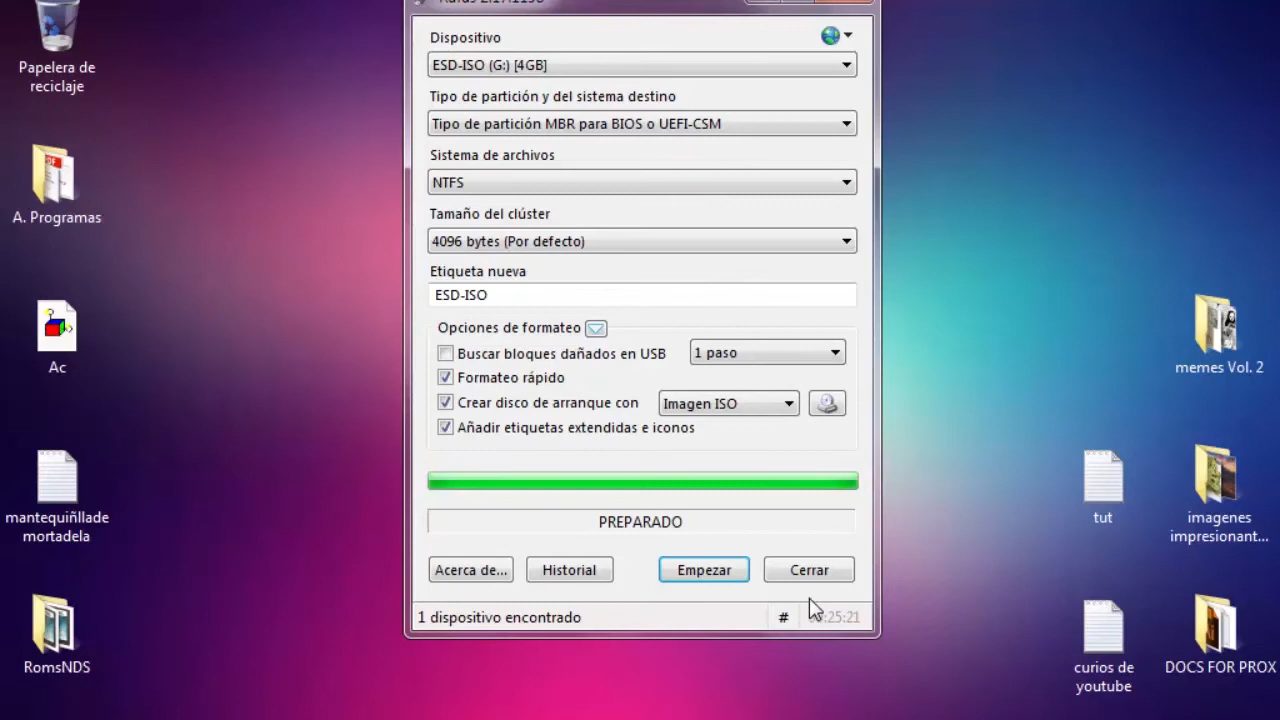 Dispositivo
ESD-ISO (G:) [4GB]
Tipo de partición y del sistema destino
Tipo de partición MBR para BIOS o UEFI-CSM
Sistema de archivos
NTFS
Tamaño del clúster
4096 bytes (Por defecto)
Etiqueta nueva
ESD-ISO
Opciones de formateo
Buscar bloques dañados en USB
1 paso
Formateo rápido
Crear disco de arranque con
Imagen ISO
Añadir etiquetas extendidas e iconos
PREPARADO
Acerca de...
Historial
Empezar
Cerrar
1 dispositivo encontrado
#
:25:21
Papelera de
reciclaje
A. Programas
Ac
mantequiñllade
mortadela
RomsNDS
memes Vol. 2
tut
imagenes
impresionant...
curios de
youtube
DOCS FOR PROX